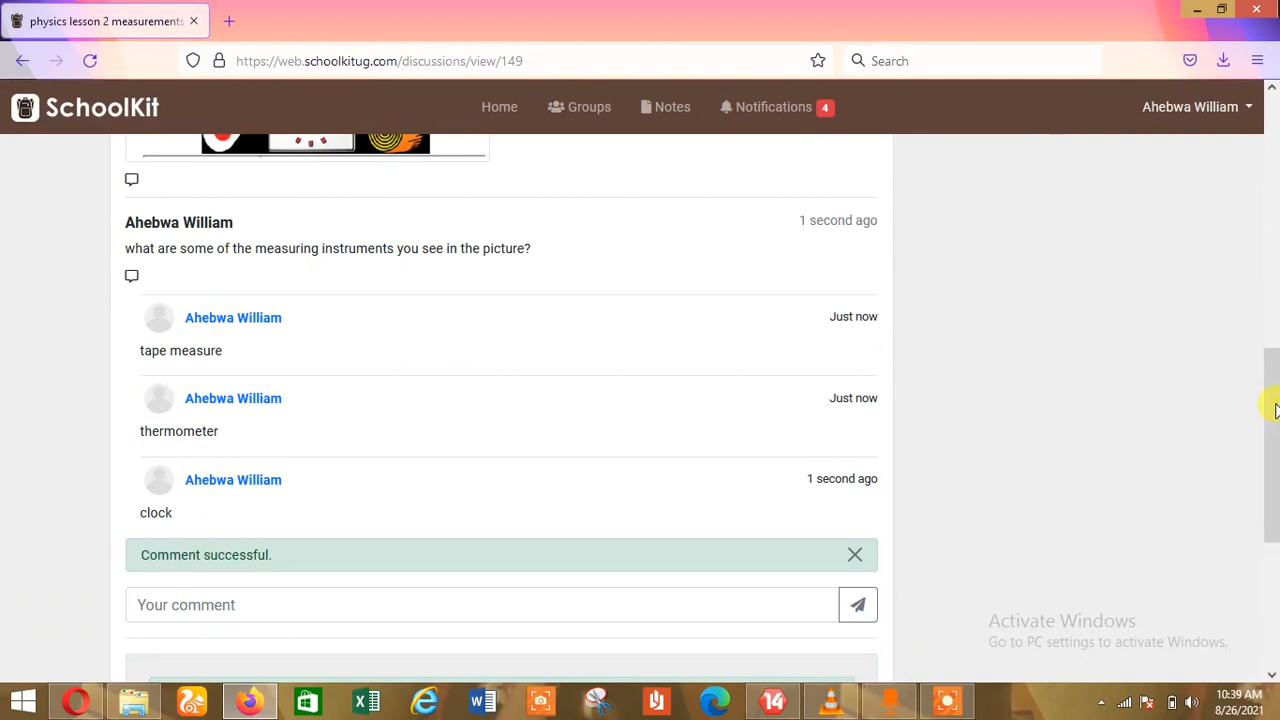 physics lesson 2 measurements
https://web.schoolkitug.com/discussions/view/149
Search
SchoolKit
Home
Groups
Notes
Notifications 4
Ahebwa William
Ahebwa William
1 second ago
what are some of the measuring instruments you see in the picture?
Ahebwa William
Just now
tape measure
Ahebwa William
Just now
thermometer
Ahebwa William
1 second ago
clock
Comment successful.
Your comment
Activate Windows
Go to PC settings to activate Windows.
14
10:39 AM
8/26/2021